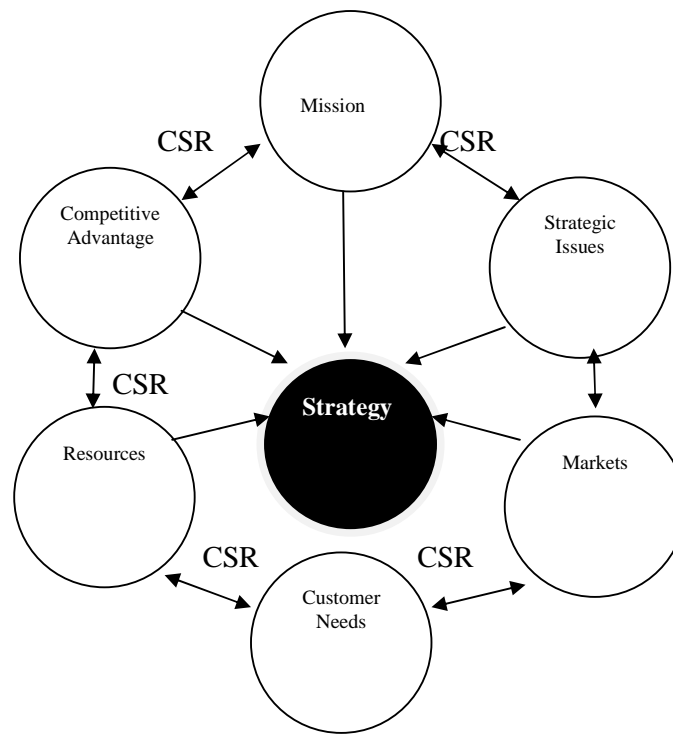 Mission
CSR
CSR
Competitive
Advantage
Strategic
Issues
CSR
Strategy
Resources
Markets
CSR
CSR
Customer
Needs